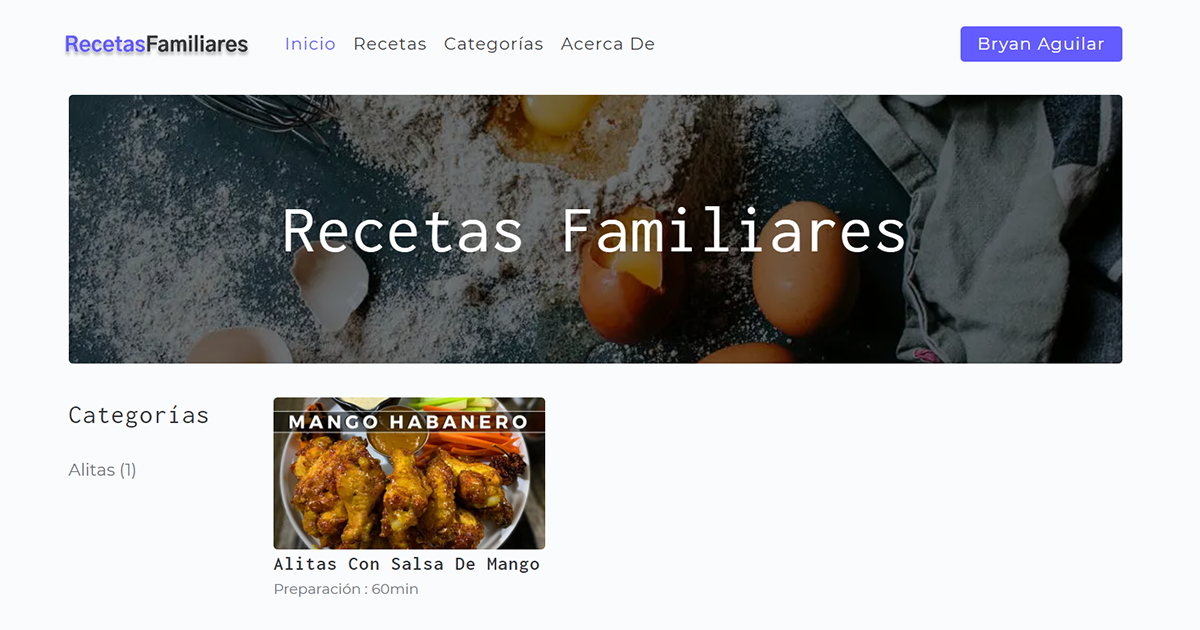 RecetasFamiliares Inicio Recetas Categorías Acerca De Bryan Aguilar
Recetas Familiares
Categorías
Alitas (1)
MANGO HABANERO
Alitas Con Salsa De Mango
Preparación : 60min